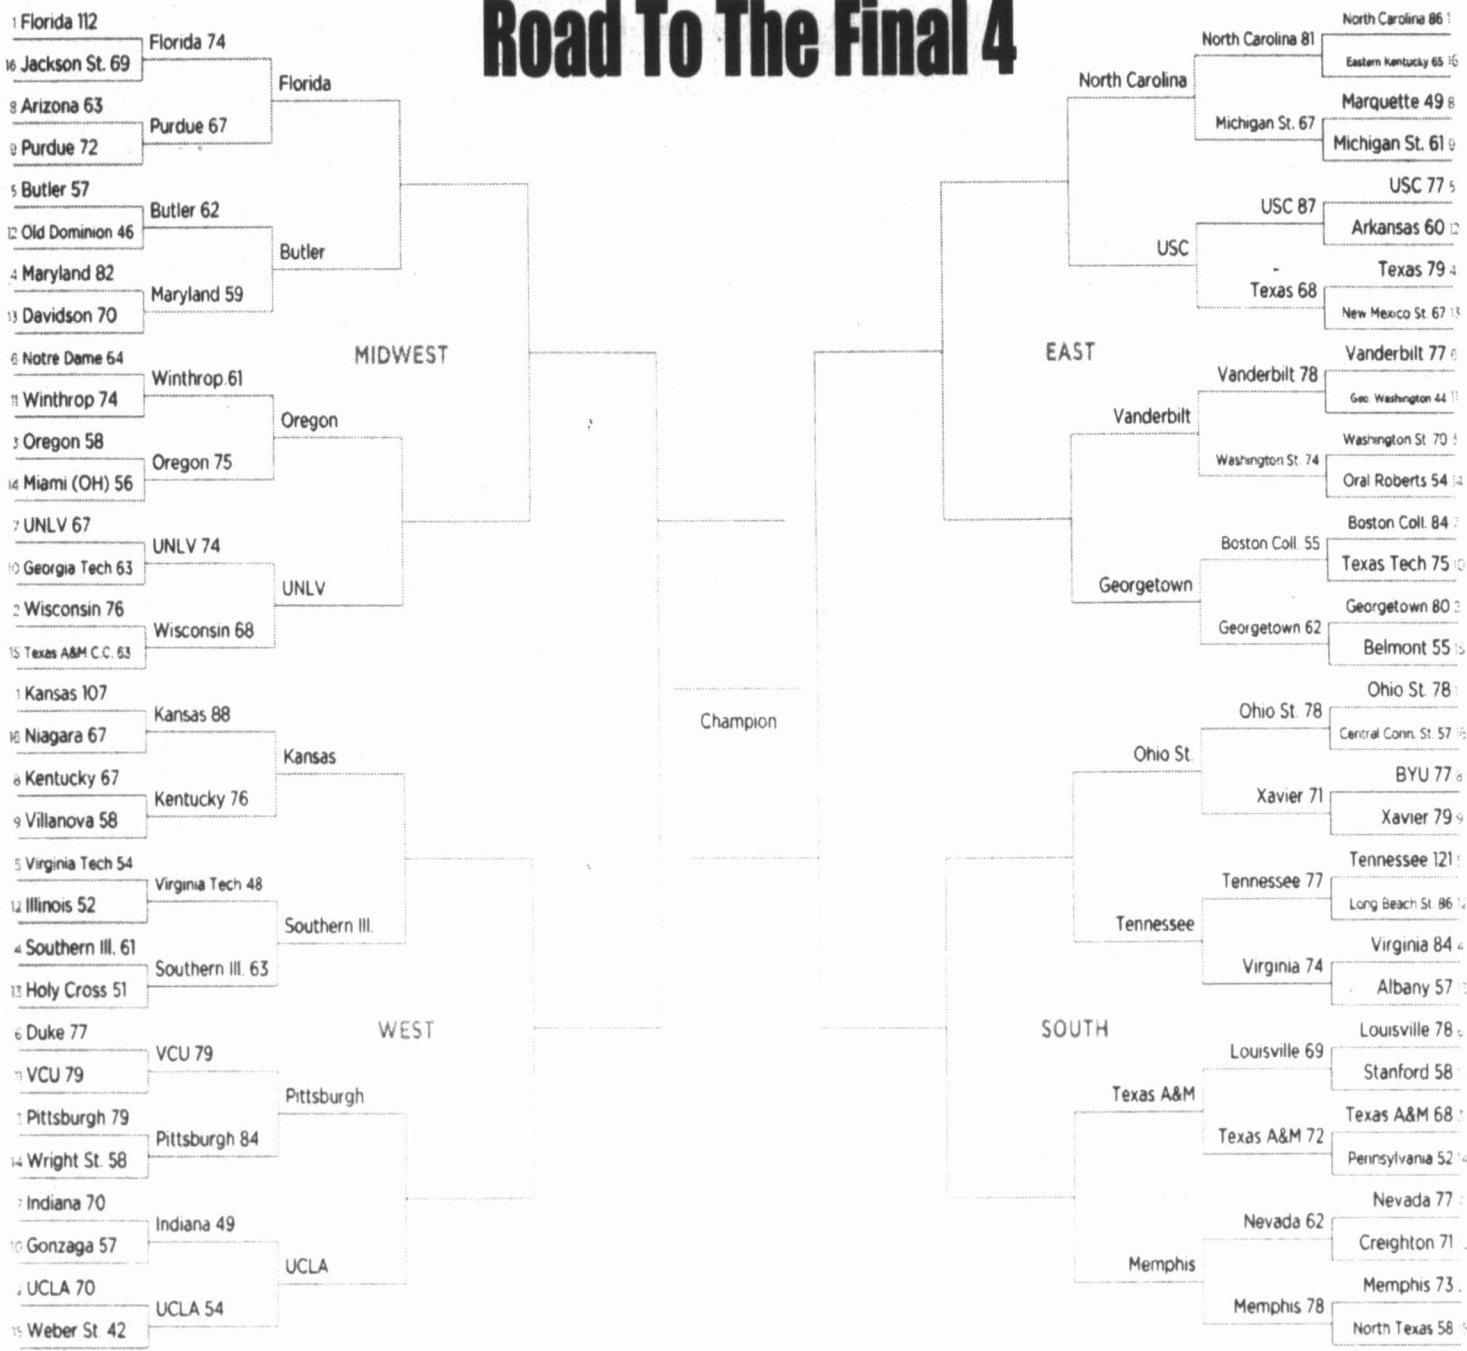 Road To The Final 4
1 Florida 112
16 Jackson St. 69
8 Arizona 63
9 Purdue 72
5 Butler 57
12 Old Dominion 46
4 Maryland 82
13 Davidson 70
6 Notre Dame 64
11 Winthrop 74
3 Oregon 58
14 Miami (OH) 56
7 UNLV 67
10 Georgia Tech 63
2 Wisconsin 76
15 Texas A&M C.C. 63
1 Kansas 107
16 Niagara 67
8 Kentucky 67
9 Villanova 58
5 Virginia Tech 54
12 Illinois 52
4 Southern Ill. 61
13 Holy Cross 51
6 Duke 77
11 VCU 79
Pittsburgh 79
14 Wright St. 58
7 Indiana 70
10 Gonzaga 57
UCLA 70
15 Weber St. 42
Florida 74
Purdue 67
Butler 62
Maryland 59
Winthrop.61
Oregon 75
UNLV 74
Wisconsin 68
Kansas 88
Kentucky 76
Virginia Tech 48
Southern Ill. 63
VCU 79
Pittsburgh 84
Indiana 49
UCLA 54
Florida
Butler
Oregon
UNLV
Kansas
Southern Ill.
Pittsburgh
UCLA
MIDWEST
WEST
Champion
EAST
SOUTH
North Carolina
USC
Vanderbilt
Georgetown
Ohio St.
Tennessee
Texas A&M
Memphis
North Carolina 81
Michigan St. 67
USC 87
Texas 68
Vanderbilt 78
Washington St. 74
Boston Coll. 55
Georgetown 62
Ohio St. 78
Xavier 71
Tennessee 77
Virginia 74
Louisville 69
Texas A&M 72
Nevada 62
Memphis 78
North Carolina 86 1
Eastern Kentucky 65 16
Marquette 49 8
Michigan St. 61 9
USC 77 5
Arkansas 60 12
Texas 79 4
New Mexico St. 67 13
Vanderbilt 77 6
Geo. Washington 44 11
Washington St 70 3
Oral Roberts 54 14
Boston Coll. 84 7
Texas Tech 75 10
Georgetown 80 2
Belmont 55 15
Ohio St. 78
Central Conn. St. 57 16
BYU 77 8
Xavier 79 9
Tennessee 121 5
Long Beach St. 86 12
Virginia 84 4
Albany 57
Louisville 78
Stanford 58
Texas A&M 68
Pennsylvania 52 14
Nevada 77
Creighton 71
Memphis 73
North Texas 58